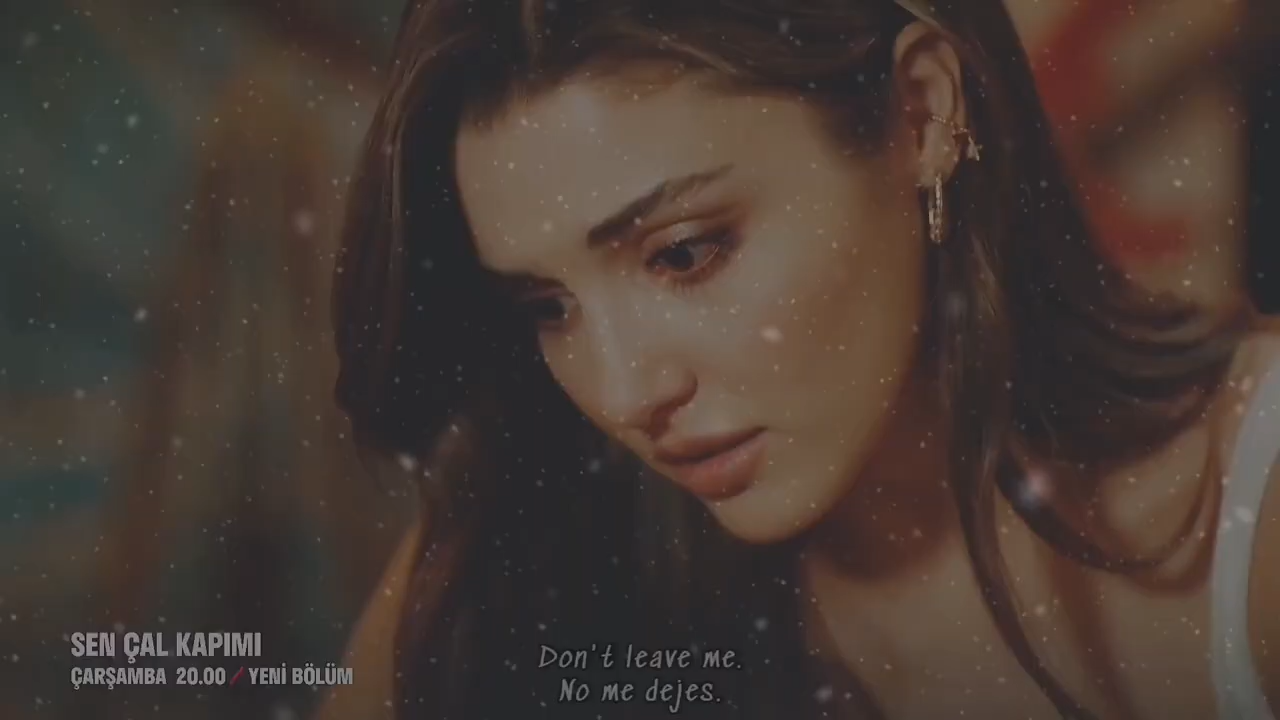 SEN ÇAL KAPIMI
ÇARŞAMBA 20.00 / YENİ BÖLÜM
Don't leave me.
No me dejes.